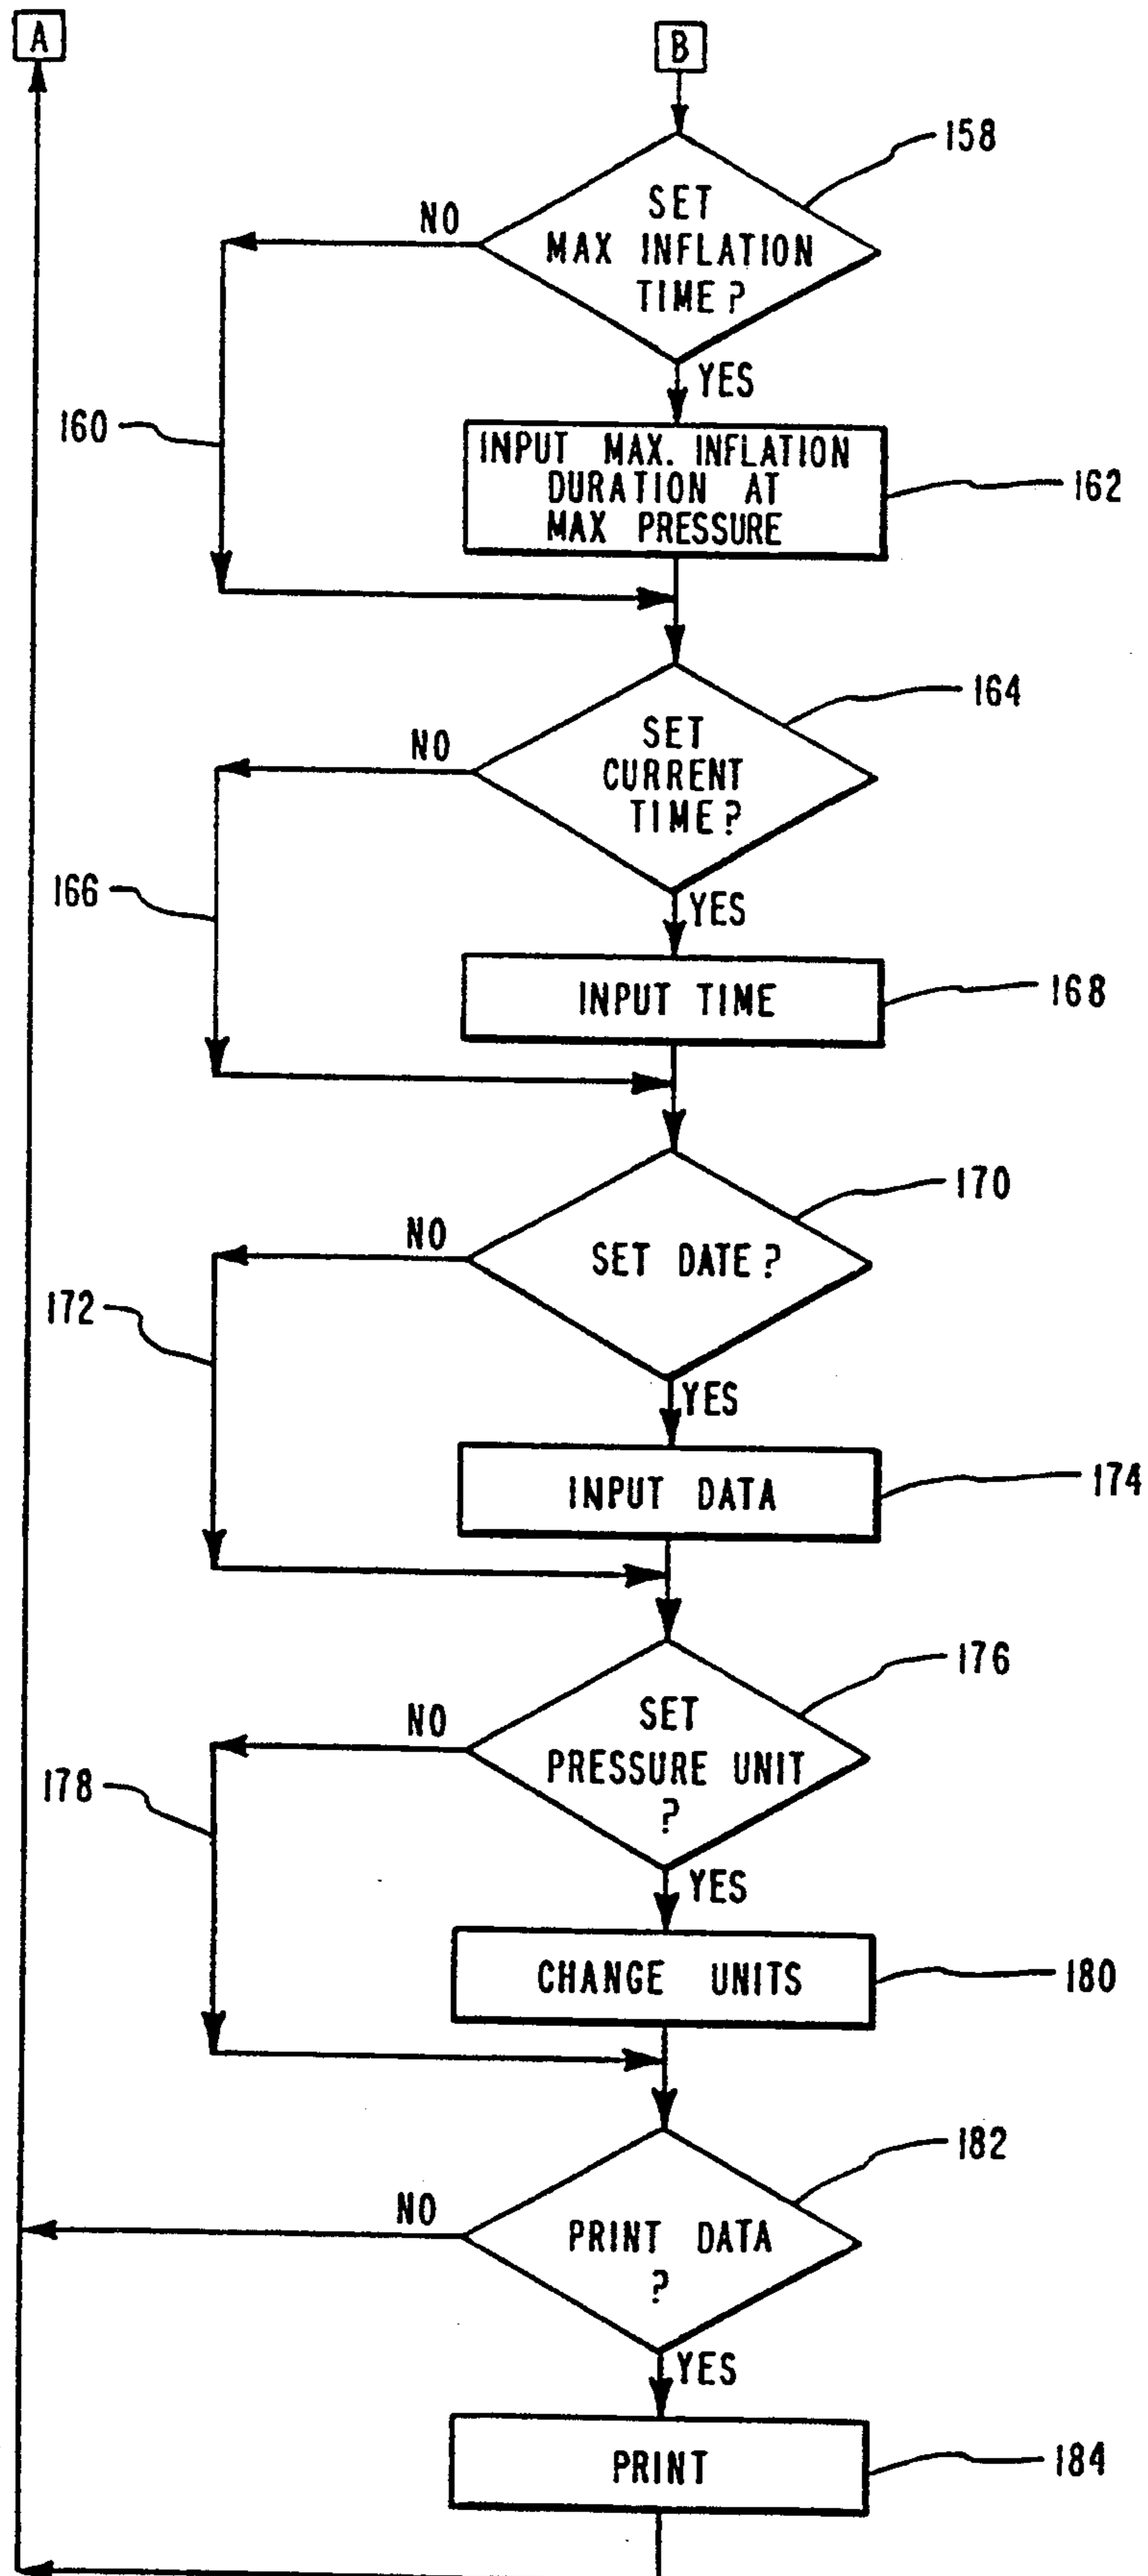 A
B
158
SET
MAX INFLATION
TIME?
NO
YES
160
INPUT MAX. INFLATION
DURATION AT
MAX PRESSURE
162
164
SET
CURRENT
TIME?
NO
YES
166
INPUT TIME
168
170
SET DATE?
NO
YES
172
INPUT DATA
174
176
SET
PRESSURE UNIT
?
NO
YES
178
CHANGE UNITS
180
182
PRINT DATA
?
NO
YES
PRINT
184